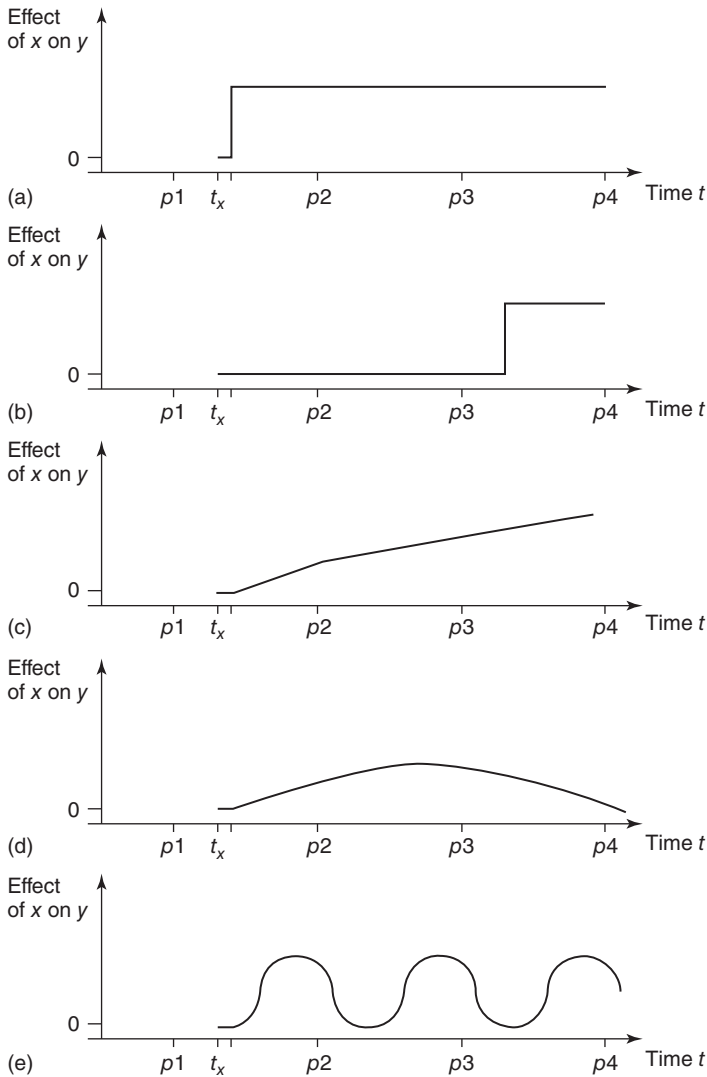 Effect
of x on y
0
p1 tx p2 p3 p4 Time t
(a)
Effect
of x on y
0
p1 tx p2 p3 p4 Time t
(b)
Effect
of x on y
0
p1 tx p2 p3 p4 Time t
(c)
Effect
of x on y
0
p1 tx p2 p3 p4 Time t
(d)
Effect
of x on y
0
p1 tx p2 p3 p4 Time t
(e)